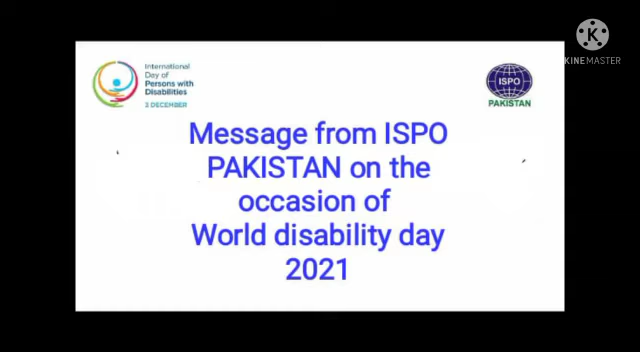 International
Day of
Persons with
Disabilities
3 DECEMBER
ISPO
PAKISTAN
K
KINEMASTER
Message from ISPO
PAKISTAN on the
occasion of
World disability day
2021